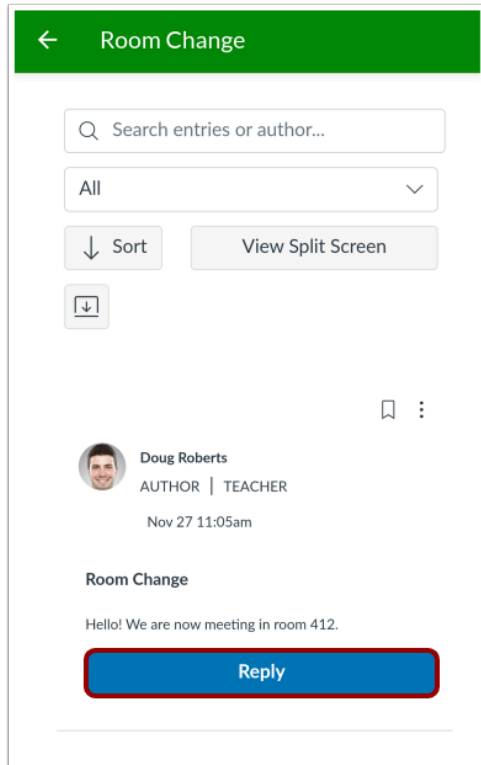 Room Change
Search entries or author...
All
Sort
View Split Screen
Doug Roberts
AUTHOR | TEACHER
Nov 27 11:05am
Room Change
Hello! We are now meeting in room 412.
Reply